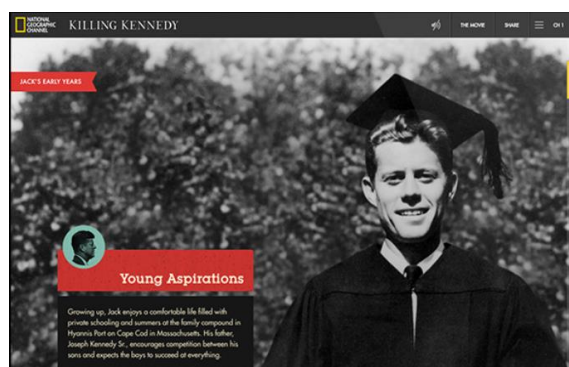 NATIONAL
GEOGRAPHIC
CHANNEL
KILLING KENNEDY
THE MOVIE
SHARE
CH 1
JACK'S EARLY YEARS
Young Aspirations
Growing up, Jack enjoys a comfortable life filled with
private schooling and summers at the family compound in
Hyannis Port on Cape Cod in Massachusetts. His father,
Joseph Kennedy Sr., encourages competition between his
sons and expects the boys to succeed at everything.